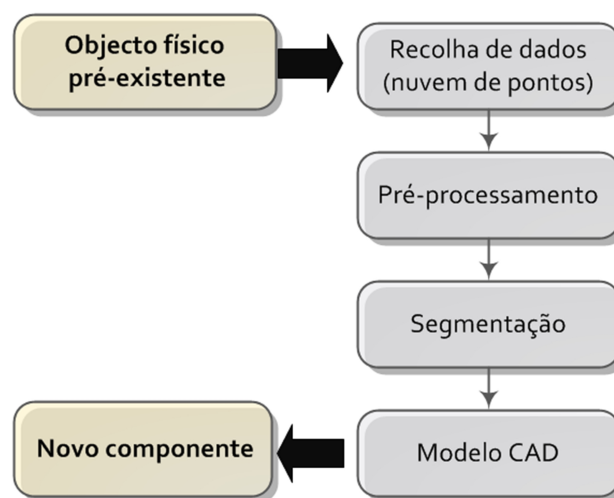 Objecto físico
pré-existente
Recolha de dados
(nuvem de pontos)
Pré-processamento
Segmentação
Modelo CAD
Novo componente